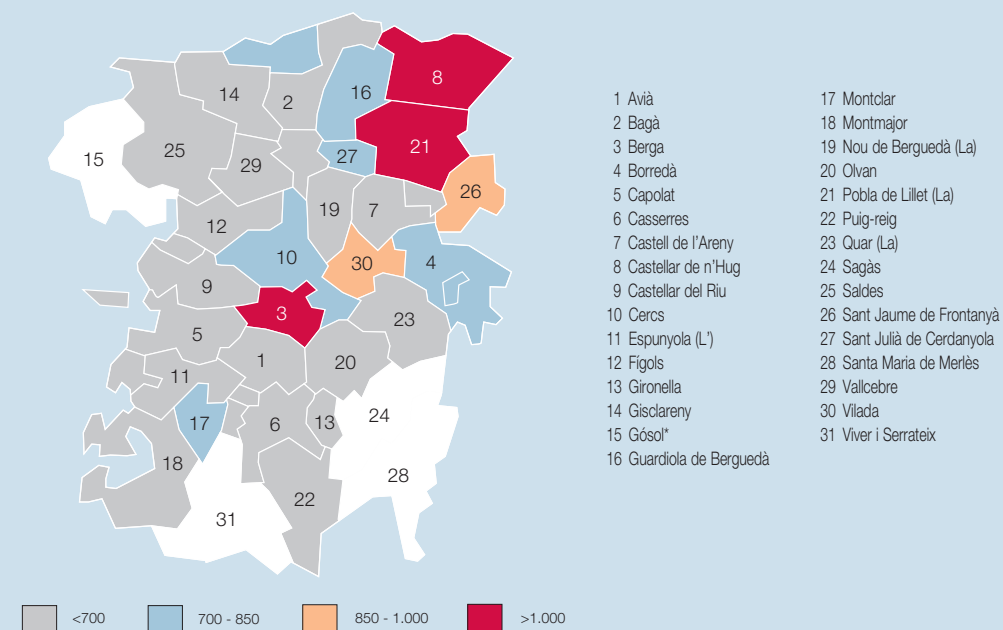 8
14
16
2
21
15
25
27
29
26
19
7
12
10
30
4
9
3
23
5
1
20
11
24
17
6
13
18
28
22
31
1 Avià
2 Bagà
3 Berga
4 Borredà
5 Capolat
6 Casserres
7 Castell de l'Areny
8 Castellar de n'Hug
9 Castellar del Riu
10 Cercs
11 Espunyola (L')
12 Fígols
13 Gironella
14 Gisclareny
15 Gósol*
16 Guardiola de Berguedà
17 Montclar
18 Montmajor
19 Nou de Berguedà (La)
20 Olvan
21 Pobla de Lillet (La)
22 Puig-reig
23 Quar (La)
24 Sagàs
25 Saldes
26 Sant Jaume de Frontanyà
27 Sant Julià de Cerdanyola
28 Santa Maria de Merlès
29 Vallcebre
30 Vilada
31 Viver i Serrateix
<700 700 - 850 850 - 1.000 >1.000